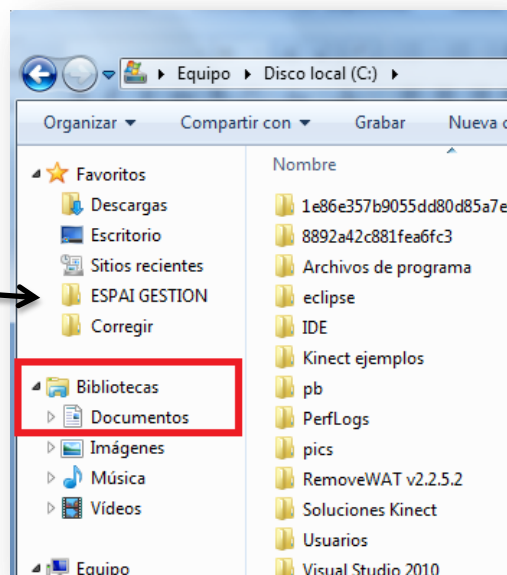 Equipo Disco local (C:)
Organizar Compartir con Grabar Nueva c
Favoritos
Descargas
Escritorio
Sitios recientes
ESPAI GESTION
Corregir
Bibliotecas
Documentos
Imágenes
Música
Vídeos
Equipo
Nombre
1e86e357b9055dd80d85a7e
8892a42c881fea6fc3
Archivos de programa
eclipse
IDE
Kinect ejemplos
pb
PerfLogs
pics
RemoveWAT v2.2.5.2
Soluciones Kinect
Usuarios
Visual Studio 2010